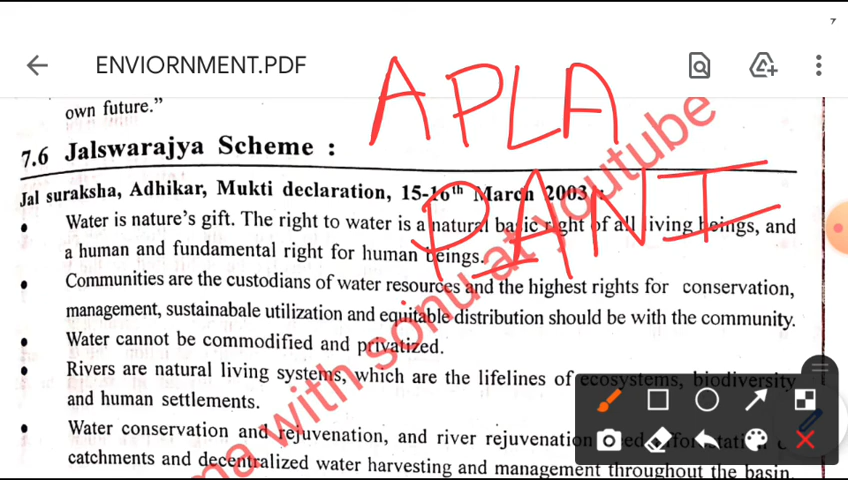 7
ENVIORNMENT.PDF
APLA
own future.”
7.6 Jalswarajya Scheme :
PANI
Jal suraksha, Adhikar, Mukti declaration, 15-16th March 2003 :
• Water is nature's gift. The right to water is a natural basic right of all living beings, and
a human and fundamental right for human beings.
• Communities are the custodians of water resources and the highest rights for conservation,
management, sustainabale utilization and equitable distribution should be with the community.
• Water cannot be commodified and privatized.
• Rivers are natural living systems, which are the lifelines of ecosystems, biodiversity
and human settlements.
• Water conservation and rejuvenation, and river rejuvenation
catchments and decentralized water harvesting and management throughout the basin.
ma with sonu at youtube